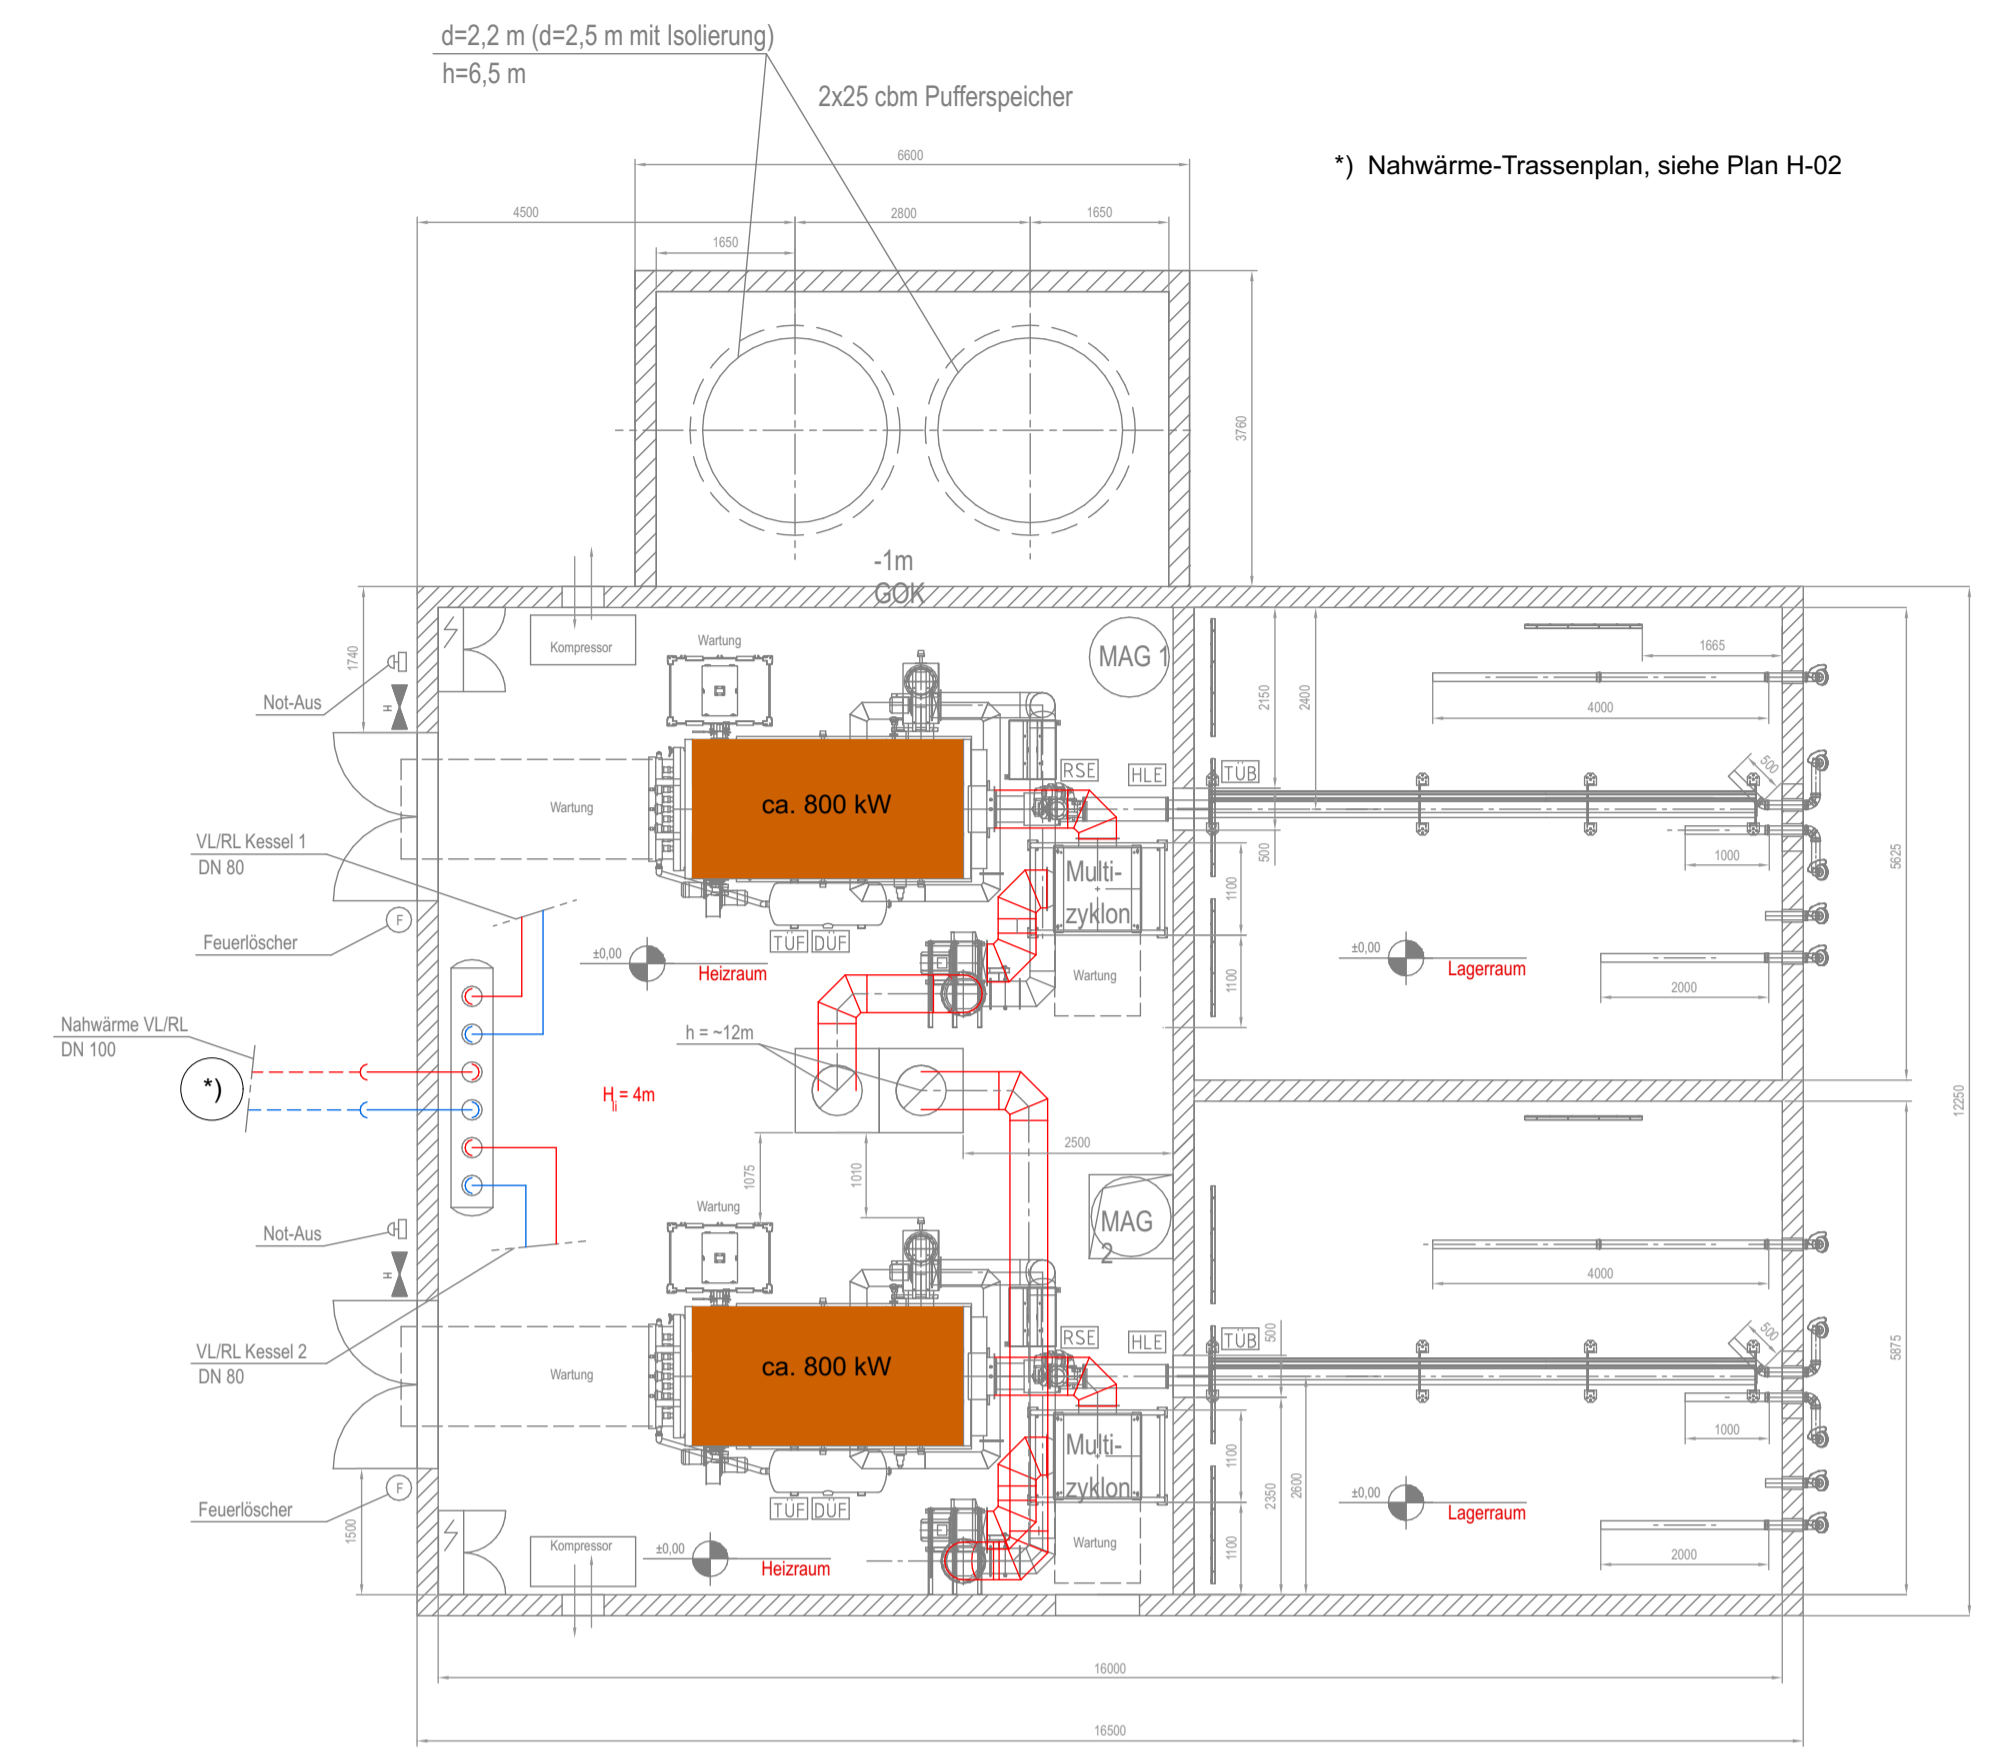 d=2,2 m (d=2,5 m mit Isolierung)
h=6,5 m
2x25 cbm Pufferspeicher
*) Nahwärme-Trassenplan, siehe Plan H-02
6600
4500
2800
1650
1650
3760
-1m
GOK
1740
Kompressor
Wartung
MAG 1
2150
2400
1665
4000
Not-Aus
H
Wartung
ca. 800 kW
RSE
HLE
TÜB
500
VL/RL Kessel 1
DN 80
500
1000
5625
Multi-
zyklon
1100
F
Feuerlöscher
TÜF
DÜF
±0,00
Heizraum
Wartung
1100
±0,00
Lagerraum
2000
Nahwärme VL/RL
DN 100
*)
h = ~12m
H li = 4m
12250
1075
1010
2500
MAG
2
Wartung
Not-Aus
H
4000
VL/RL Kessel 2
DN 80
Wartung
ca. 800 kW
RSE
HLE
TÜB
500
500
1000
5875
Multi-
zyklon
1100
2350
2600
F
Feuerlöscher
TÜF
DÜF
±0,00
Lagerraum
1500
Kompressor
±0,00
Heizraum
Wartung
1100
2000
16000
16500